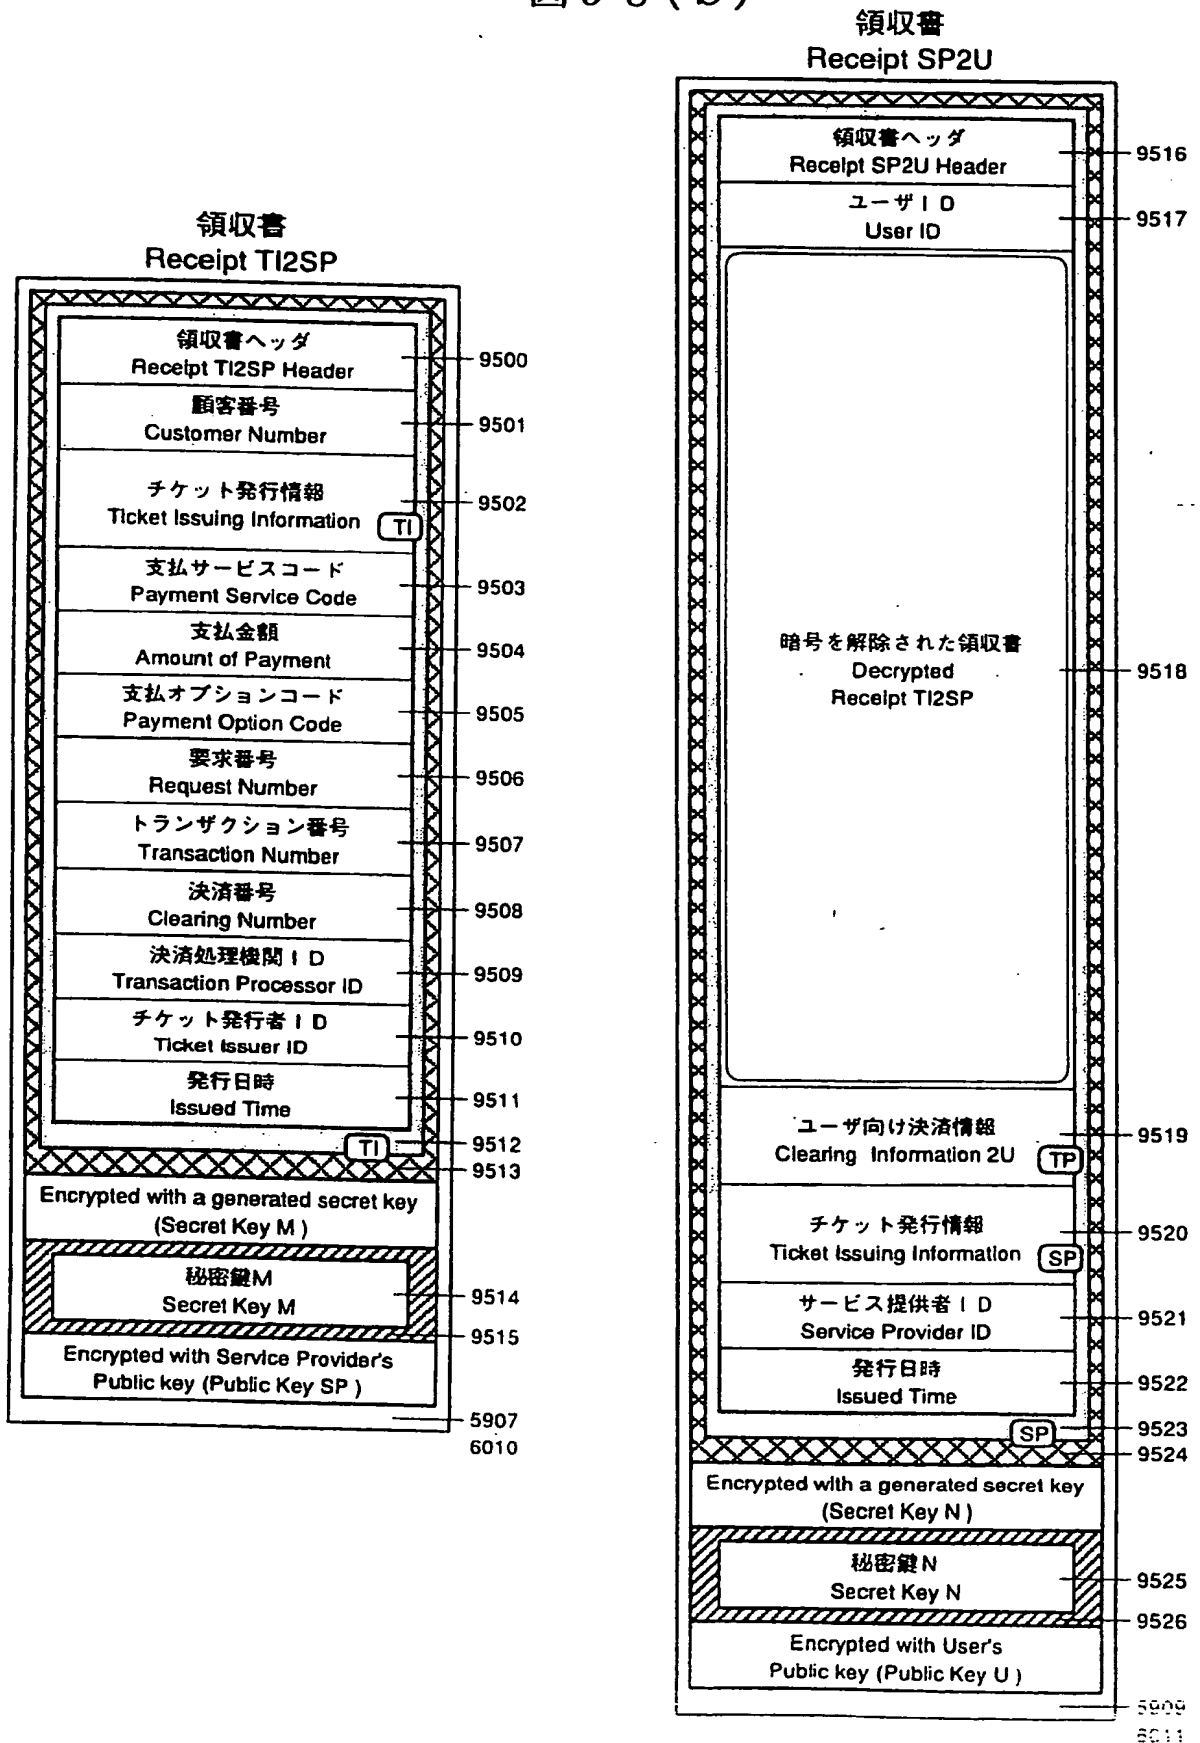 領収書
Receipt TI2SP
領収書ヘッダ
Receipt TI2SP Header
9500
顧客番号
Customer Number
9501
チケット発行情報
Ticket Issuing Information
TI
9502
支払サービスコード
Payment Service Code
9503
支払金額
Amount of Payment
9504
支払オプションコード
Payment Option Code
9505
要求番号
Request Number
9506
トランザクション番号
Transaction Number
9507
決済番号
Clearing Number
9508
決済処理機関ID
Transaction Processor ID
9509
チケット発行者ID
Ticket Issuer ID
9510
発行日時
Issued Time
9511
TI
9512
9513
Encrypted with a generated secret key
(Secret Key M )
秘密鍵M
Secret Key M
9514
9515
Encrypted with Service Provider's
Public key (Public Key SP )
5907
6010
領収書
Receipt SP2U
領収書ヘッダ
Receipt SP2U Header
9516
ユーザID
User ID
9517
暗号を解除された領収書
Decrypted
Receipt TI2SP
9518
ユーザ向け決済情報
Clearing Information 2U
TP
9519
チケット発行情報
Ticket Issuing Information
SP
9520
サービス提供者ID
Service Provider ID
9521
発行日時
Issued Time
9522
SP
9523
9524
Encrypted with a generated secret key
(Secret Key N )
秘密鍵N
Secret Key N
9525
9526
Encrypted with User's
Public key (Public Key U )
5909
6011